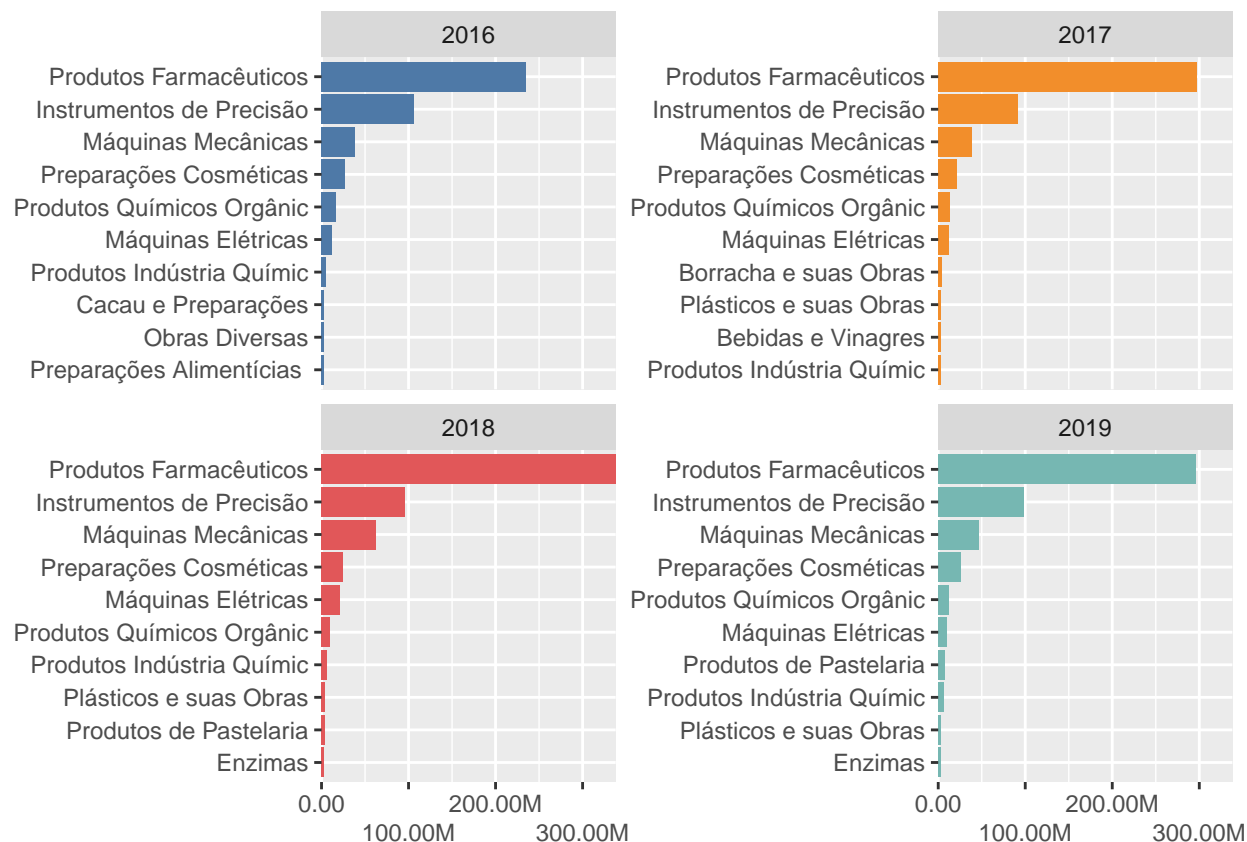 2016
Produtos Farmacêuticos
Instrumentos de Precisão
Máquinas Mecânicas
Preparações Cosméticas
Produtos Químicos Orgânic
Máquinas Elétricas
Produtos Indústria Químic
Cacau e Preparações
Obras Diversas
Preparações Alimentícias
2017
Produtos Farmacêuticos
Instrumentos de Precisão
Máquinas Mecânicas
Preparações Cosméticas
Produtos Químicos Orgânic
Máquinas Elétricas
Borracha e suas Obras
Plásticos e suas Obras
Bebidas e Vinagres
Produtos Indústria Químic
2018
Produtos Farmacêuticos
Instrumentos de Precisão
Máquinas Mecânicas
Preparações Cosméticas
Máquinas Elétricas
Produtos Químicos Orgânic
Produtos Indústria Químic
Plásticos e suas Obras
Produtos de Pastelaria
Enzimas
0.00 200.00M
100.00M 300.00M
2019
Produtos Farmacêuticos
Instrumentos de Precisão
Máquinas Mecânicas
Preparações Cosméticas
Produtos Químicos Orgânic
Máquinas Elétricas
Produtos de Pastelaria
Produtos Indústria Químic
Plásticos e suas Obras
Enzimas
0.00 200.00M
100.00M 300.00M